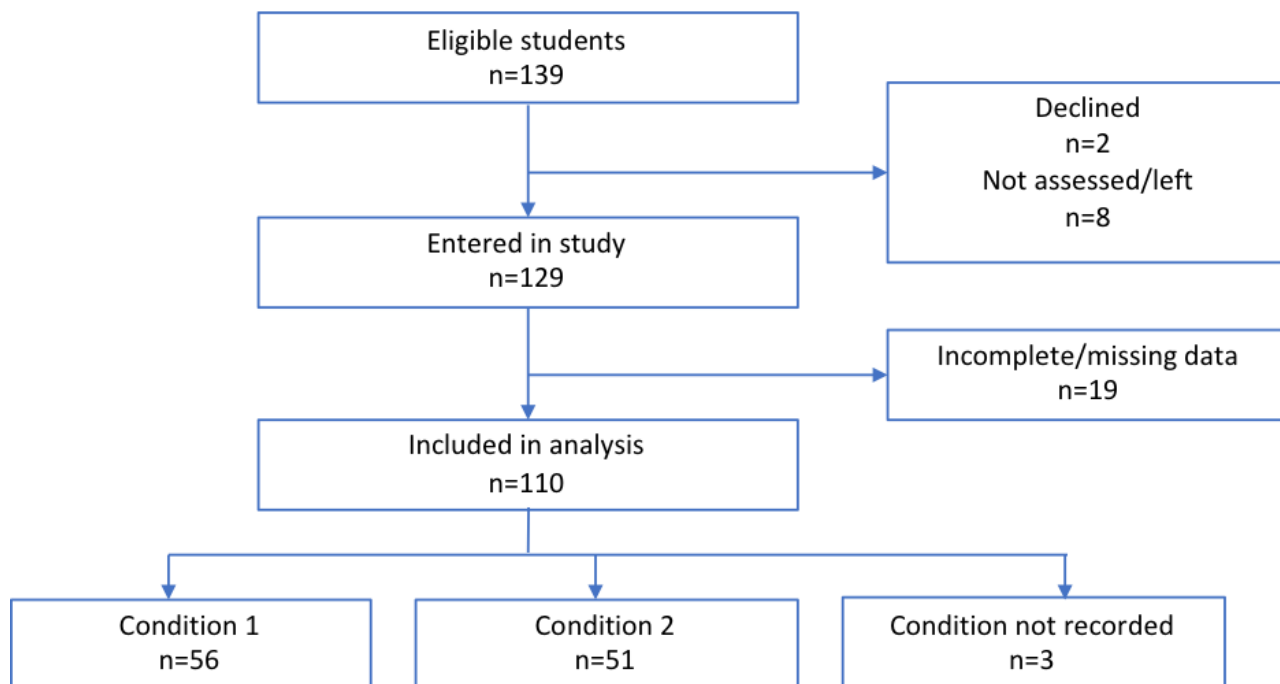 Eligible students
n=139
Declined
n=2
Not assessed/left
n=8
Entered in study
n=129
Incomplete/missing data
n=19
Included in analysis
n=110
Condition 1
n=56
Condition 2
n=51
Condition not recorded
n=3